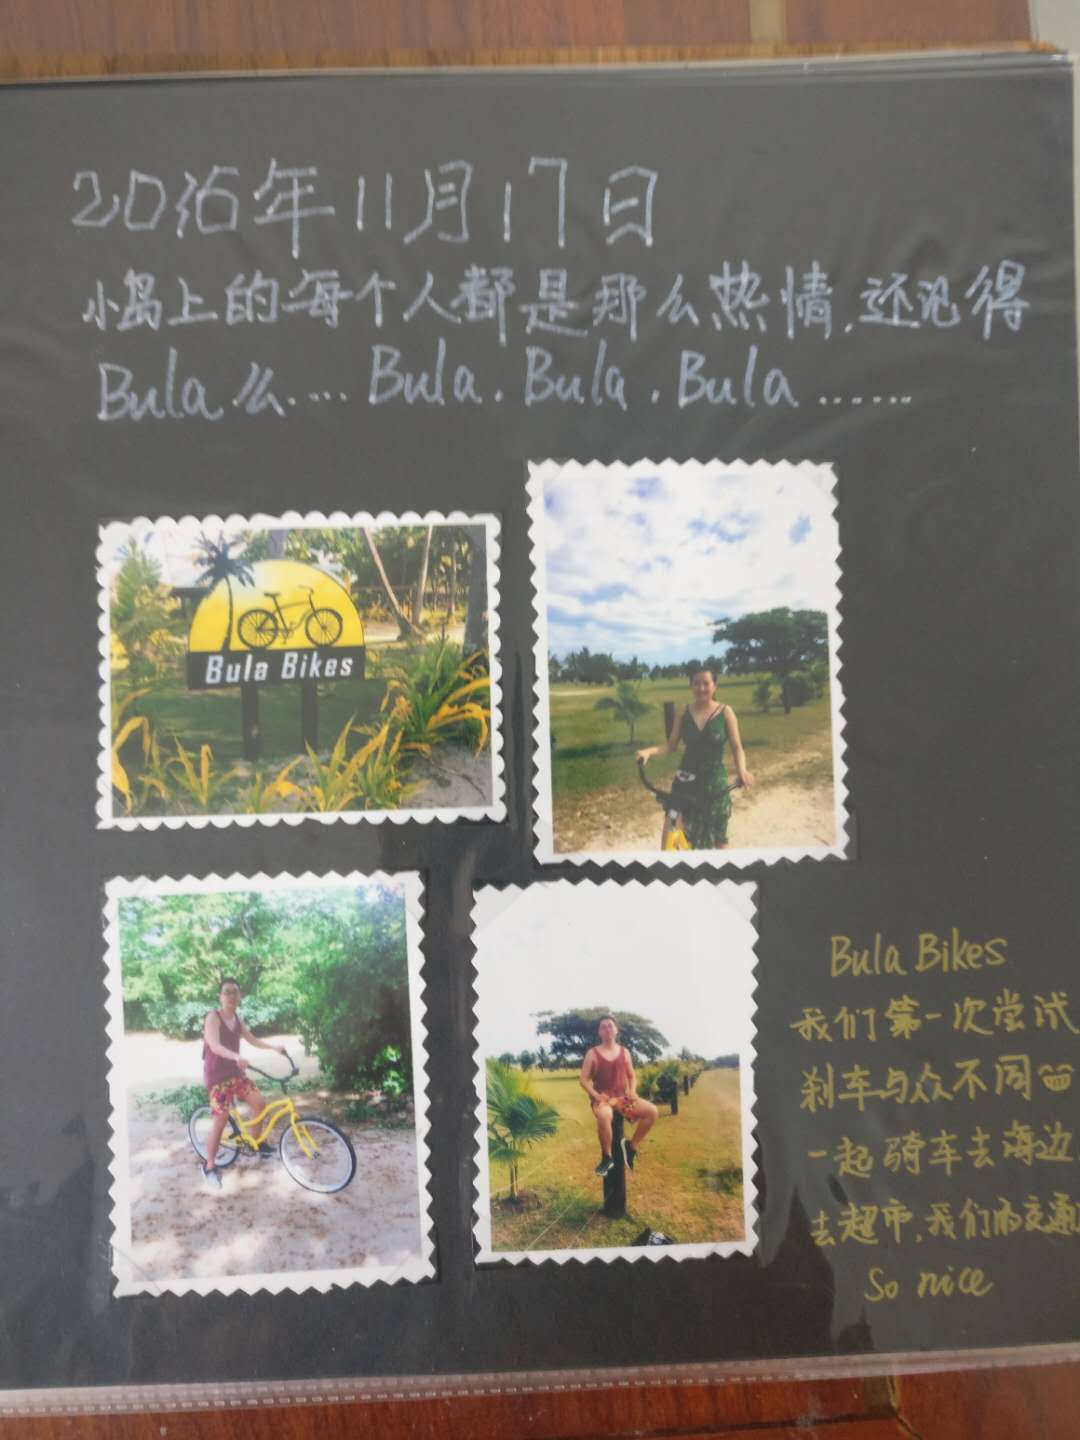 2016年11月17日
小岛上的每个人都是那么热情,还记得
Bula么.... Bula.Bula.Bula......
Bula Bikes
Bula Bikes
我们第一次尝试
刹车与众不同
一起骑车去海边
去超市,我们的交通
So nice